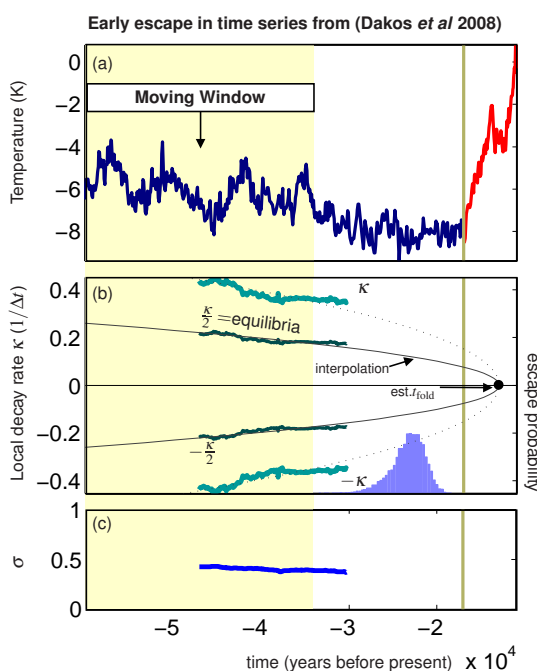 Early escape in time series from (Dakos et al 2008)
(a)
Moving Window
Temperature (K)
0
−2
−4
−6
−8
(b)
κ
κ/2=equilibria
interpolation
est.t_fold
−κ/2
−κ
Local decay rate κ (1/Δt)
0.4
0.2
0
−0.2
−0.4
escape probability
(c)
σ
1
0.5
0
−5
−4
−3
−2
time (years before present) x 10^4